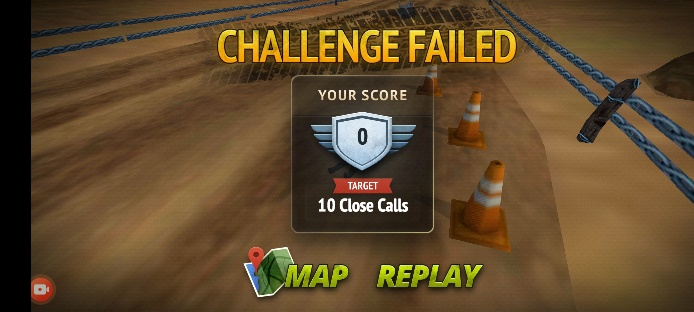 CHALLENGE FAILED
YOUR SCORE
0
TARGET
10 Close Calls
MAP REPLAY